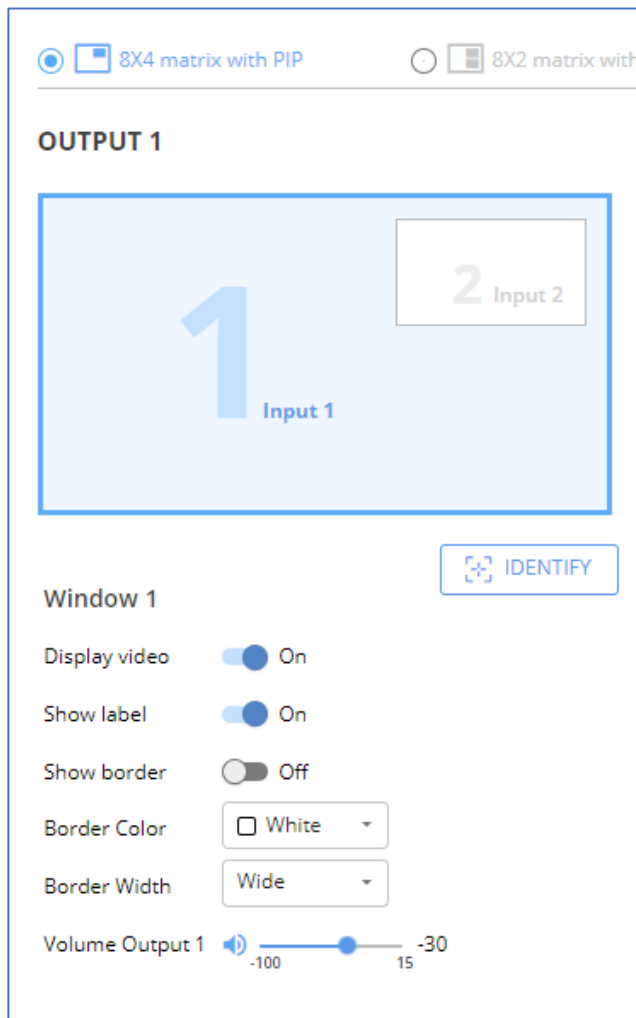 8X4 matrix with PIP 8X2 matrix with
OUTPUT 1
2 Input 2
1 Input 1
IDENTIFY
Window 1
Display video On
Show label On
Show border Off
Border Color White
Border Width Wide
Volume Output 1 -30
-100 15